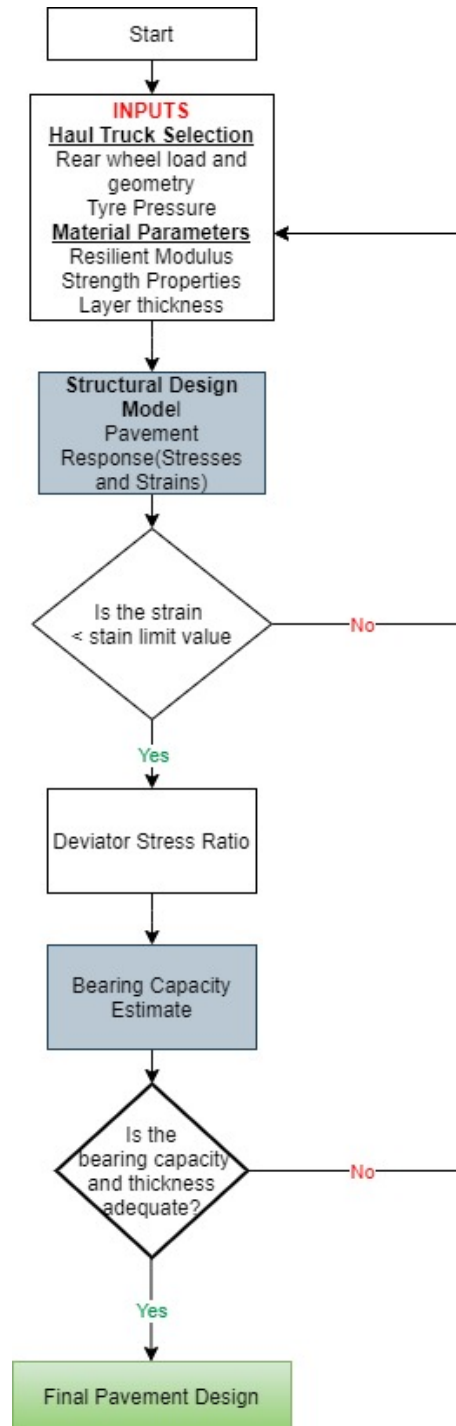 Start
INPUTS
Haul Truck Selection
Rear wheel load and
geometry
Tyre Pressure
Material Parameters
Resilient Modulus
Strength Properties
Layer thickness
Structural Design
Model
Pavement
Response(Stresses
and Strains)
Is the strain
< stain limit value
No
Yes
Deviator Stress Ratio
Bearing Capacity
Estimate
Is the
bearing capacity
and thickness
adequate?
No
Yes
Final Pavement Design